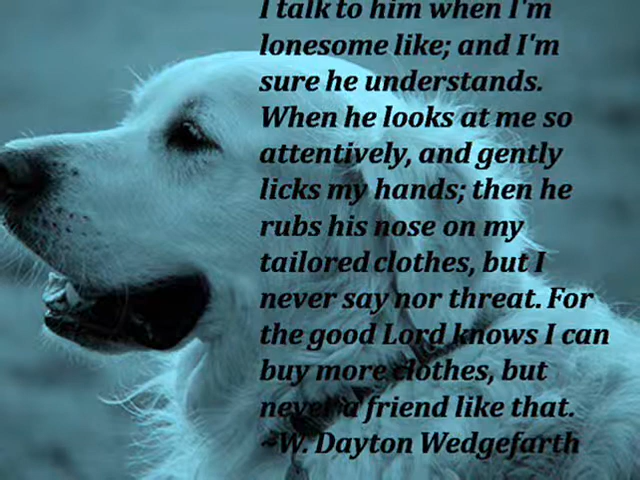 I talk to him when I'm
lonesome like; and I'm
sure he understands.
When he looks at me so
attentively, and gently
licks my hands; then he
rubs his nose on my
tailored clothes, but I
never say nor threat. For
the good Lord knows I can
buy more clothes, but
never a friend like that.
~W. Dayton Wedgefarth